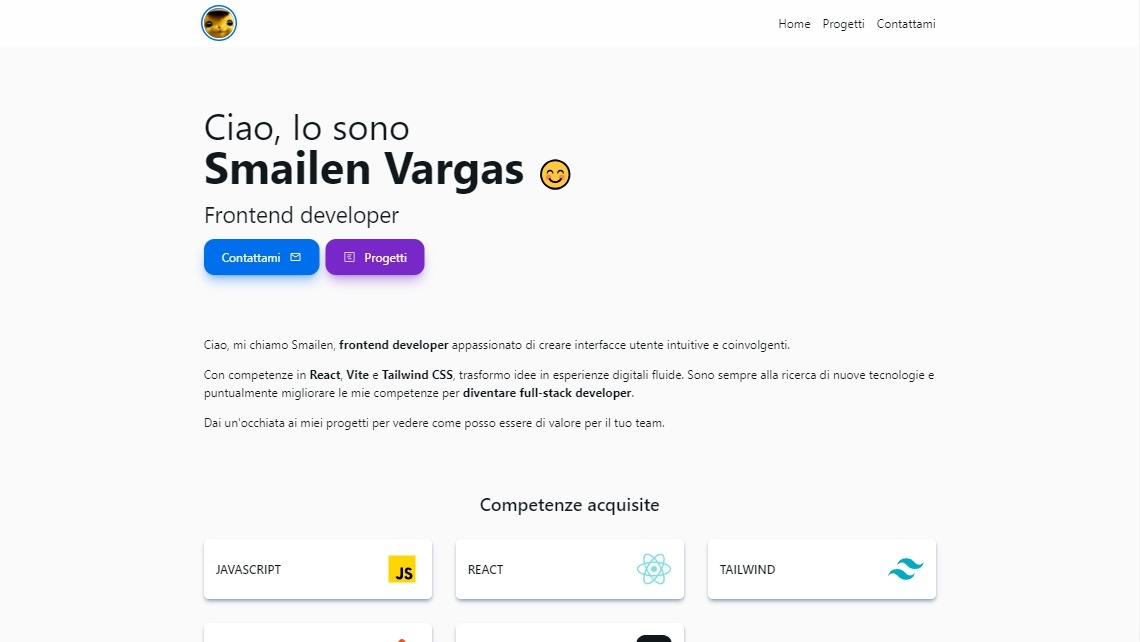 Home Progetti Contattami
Ciao, Io sono
Smailen Vargas
Frontend developer
Contattami Progetti
Ciao, mi chiamo Smailen, frontend developer appassionato di creare interfacce utente intuitive e coinvolgenti.
Con competenze in React, Vite e Tailwind CSS, trasformo idee in esperienze digitali fluide. Sono sempre alla ricerca di nuove tecnologie e
puntualmente migliorare le mie competenze per diventare full-stack developer.
Dai un'occhiata ai miei progetti per vedere come posso essere di valore per il tuo team.
Competenze acquisite
JAVASCRIPT JS REACT TAILWIND